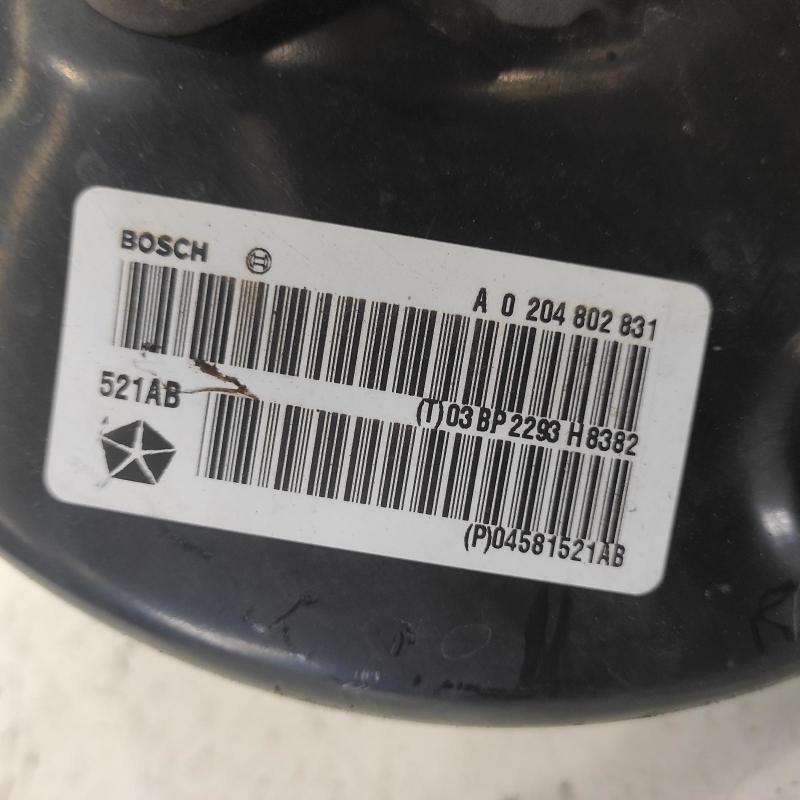 BOSCH
A 0 204 802 831
521AB
(T)03 BP 2293 H 8382
(P)04581521AB